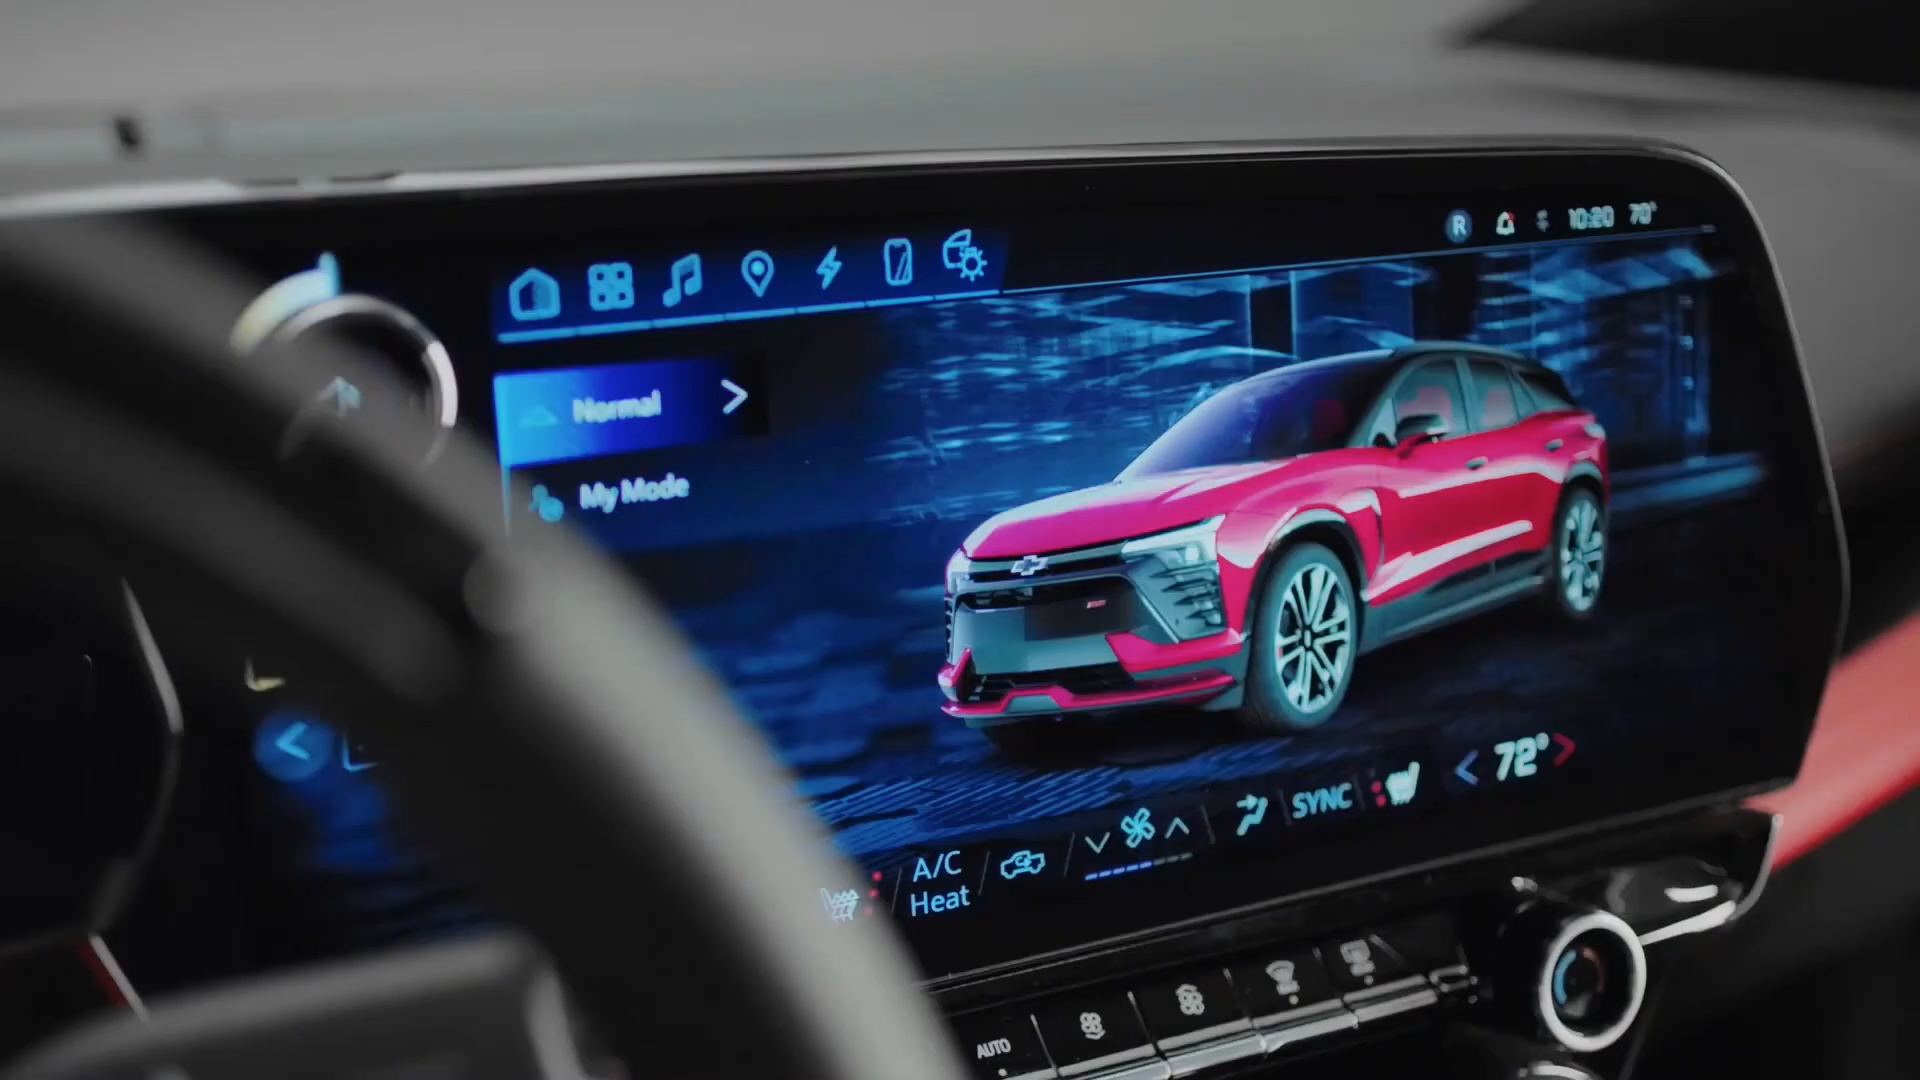 R 10:20 70°
Normal
My Mode
SYNC 72°
A/C
Heat
AUTO